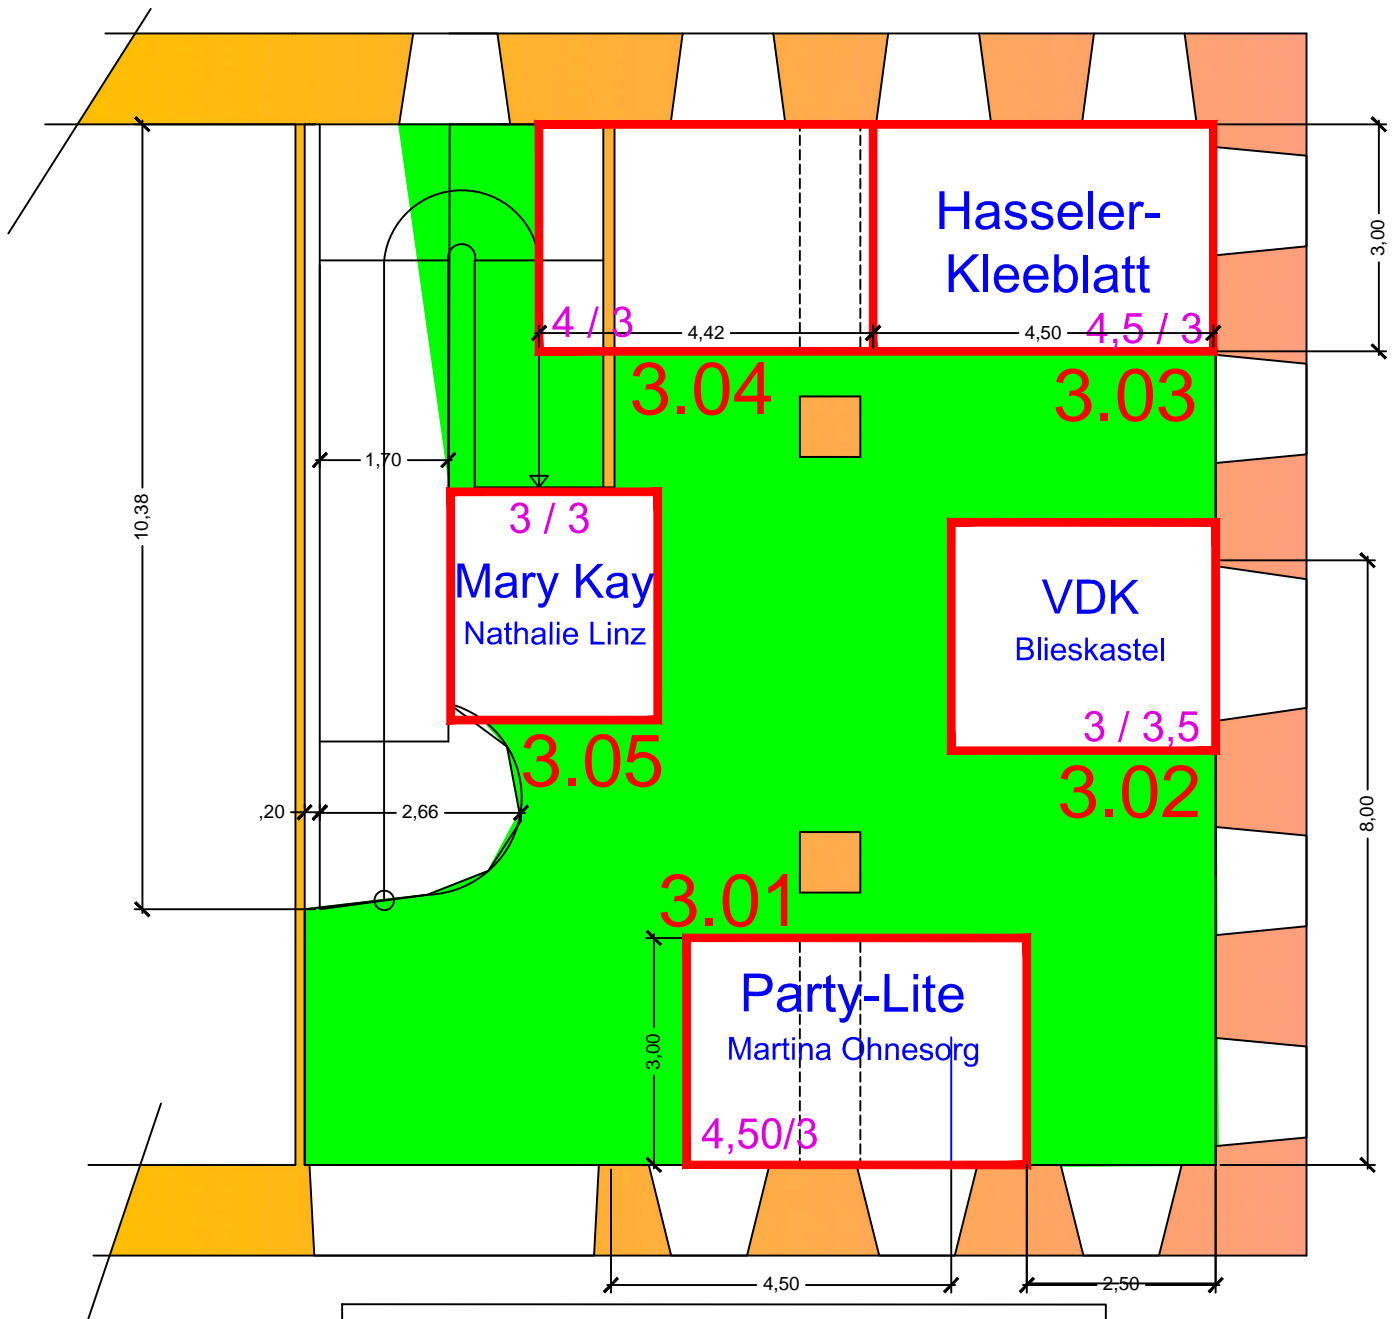 Hasseler-
Kleeblatt
3,00
4 / 3
4,42
4,50
4,5 / 3
3.04
3.03
1,70
10,38
3 / 3
Mary Kay
Nathalie Linz
VDK
Blieskastel
3 / 3,5
3.05
3.02
,20
2,66
8,00
3.01
Party-Lite
Martina Ohnesorg
3,00
4,50/3
4,50
2,50